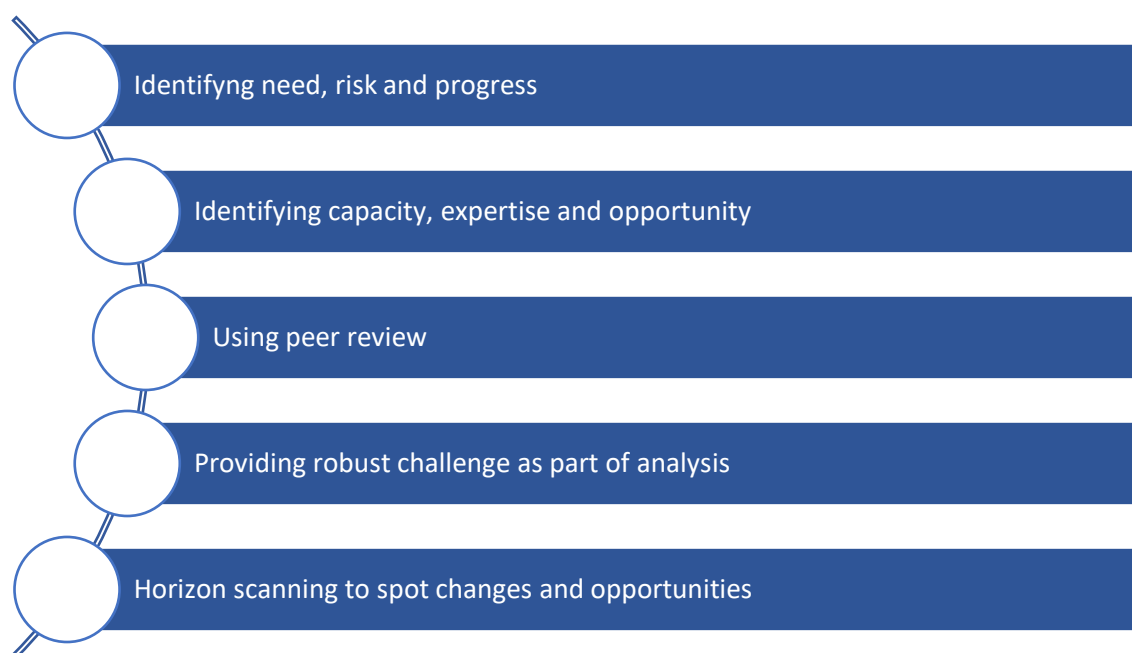 Identifyng need, risk and progress
Identifying capacity, expertise and opportunity
Using peer review
Providing robust challenge as part of analysis
Horizon scanning to spot changes and opportunities